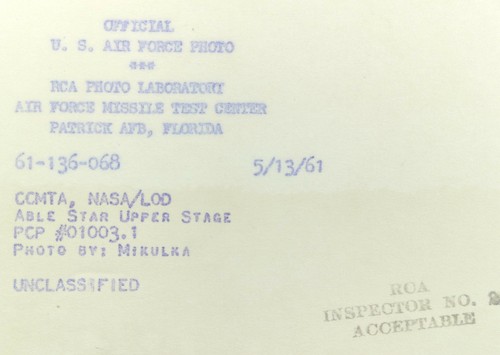 OFFICIAL
U. S. AIR FORCE PHOTO
***
RCA PHOTO LABORATORY
AIR FORCE MISSILE TEST CENTER
PATRICK AFB, FLORIDA
61-136-068 5/13/61
CCMTA, NASA/LOD
ABLE STAR UPPER STAGE
PCP #01003.1
PHOTO BY: MIKULKA
UNCLASSIFIED
RCA
INSPECTOR NO.
ACCEPTABLE